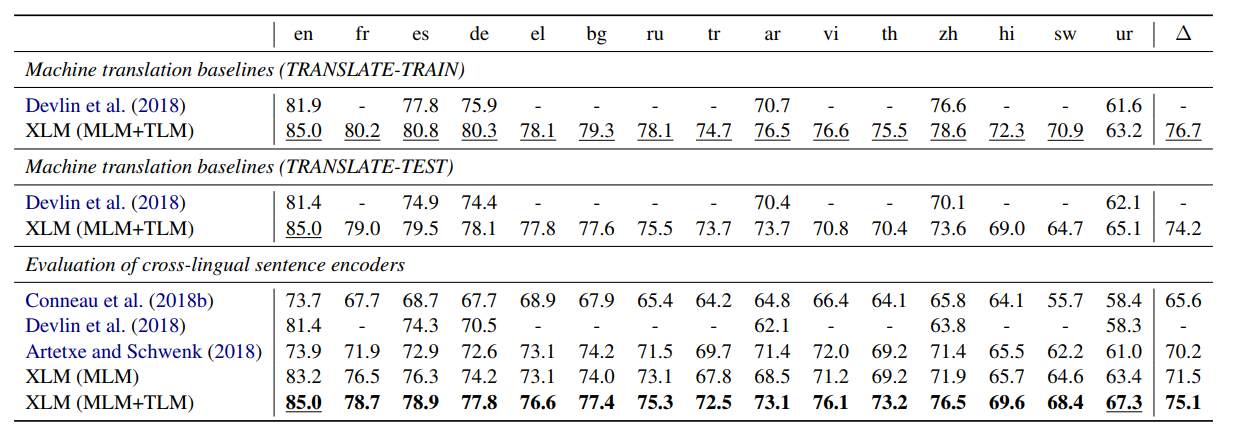 en fr es de el bg ru tr ar vi th zh hi sw ur Δ
Machine translation baselines (TRANSLATE-TRAIN)
Devlin et al. (2018) 81.9 - 77.8 75.9 - - - - 70.7 - - 76.6 - - 61.6 -
XLM (MLM+TLM) 85.0 80.2 80.8 80.3 78.1 79.3 78.1 74.7 76.5 76.6 75.5 78.6 72.3 70.9 63.2 76.7
Machine translation baselines (TRANSLATE-TEST)
Devlin et al. (2018) 81.4 - 74.9 74.4 - - - - 70.4 - - 70.1 - - 62.1 -
XLM (MLM+TLM) 85.0 79.0 79.5 78.1 77.8 77.6 75.5 73.7 73.7 70.8 70.4 73.6 69.0 64.7 65.1 74.2
Evaluation of cross-lingual sentence encoders
Conneau et al. (2018b) 73.7 67.7 68.7 67.7 68.9 67.9 65.4 64.2 64.8 66.4 64.1 65.8 64.1 55.7 58.4 65.6
Devlin et al. (2018) 81.4 - 74.3 70.5 - - - - 62.1 - - 63.8 - - 58.3 -
Artetxe and Schwenk (2018) 73.9 71.9 72.9 72.6 73.1 74.2 71.5 69.7 71.4 72.0 69.2 71.4 65.5 62.2 61.0 70.2
XLM (MLM) 83.2 76.5 76.3 74.2 73.1 74.0 73.1 67.8 68.5 71.2 69.2 71.9 65.7 64.6 63.4 71.5
XLM (MLM+TLM) 85.0 78.7 78.9 77.8 76.6 77.4 75.3 72.5 73.1 76.1 73.2 76.5 69.6 68.4 67.3 75.1